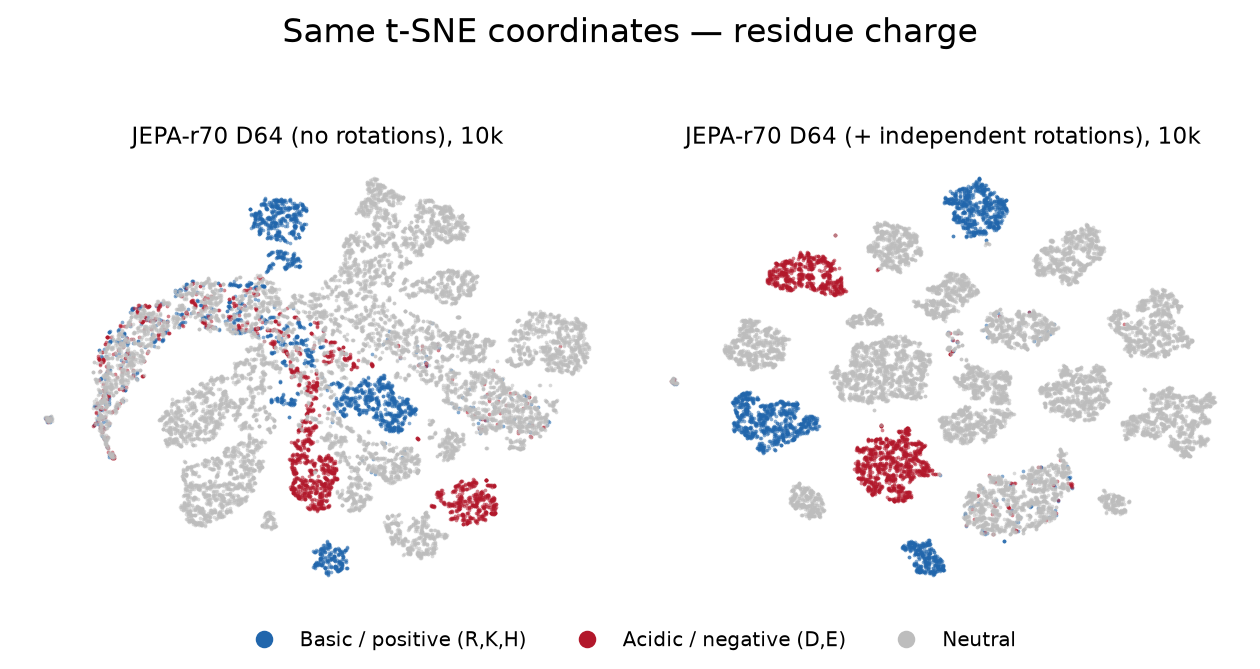 Same t-SNE coordinates — residue charge
JEPA-r70 D64 (no rotations), 10k
JEPA-r70 D64 (+ independent rotations), 10k
Basic / positive (R,K,H)
Acidic / negative (D,E)
Neutral